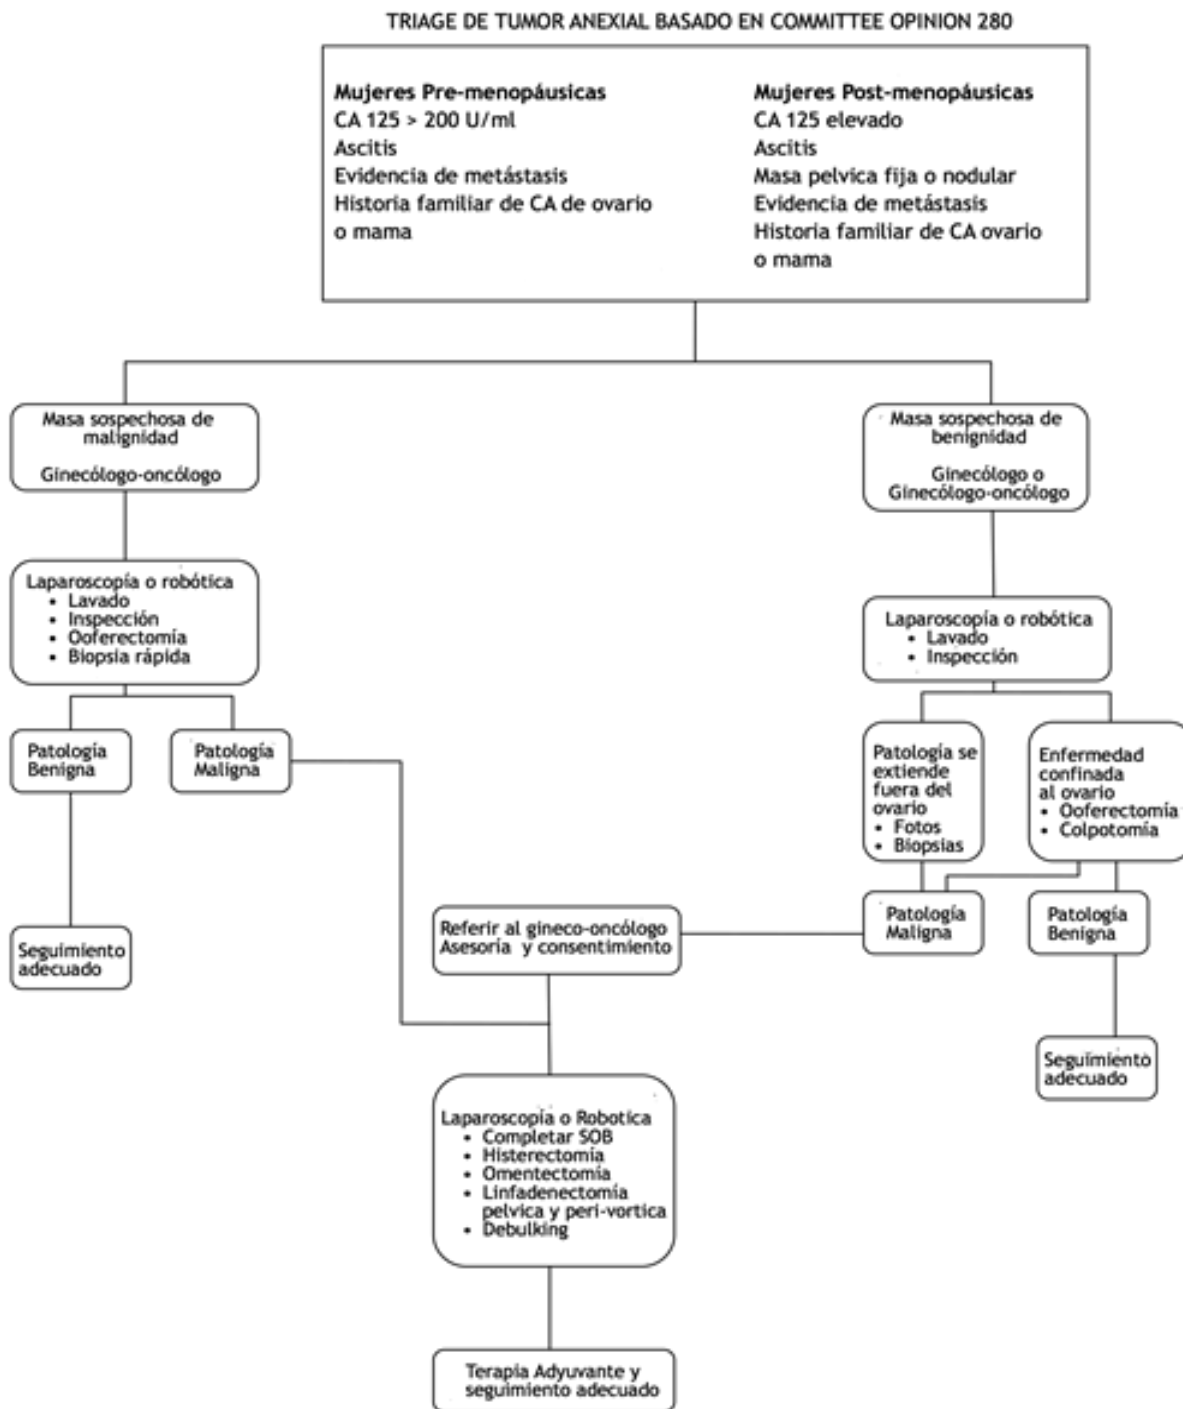 TRIAGE DE TUMOR ANEXIAL BASADO EN COMMITTEE OPINION 280
Mujeres Pre-menopáusicas
CA 125 > 200 U/ml
Ascitis
Evidencia de metástasis
Historia familiar de CA de ovario
o mama
Mujeres Post-menopáusicas
CA 125 elevado
Ascitis
Masa pelvica fija o nodular
Evidencia de metástasis
Historia familiar de CA ovario
o mama
Masa sospechosa de
malignidad
Ginecólogo-oncólogo
Masa sospechosa de
benignidad
Ginecólogo o
Ginecólogo-oncólogo
Laparoscopía o robótica
• Lavado
• Inspección
• Ooferectomía
• Biopsia rápida
Laparoscopía o robótica
• Lavado
• Inspección
Patología
Benigna
Patología
Maligna
Patología se
extiende
fuera del
ovario
• Fotos
• Biopsias
Enfermedad
confinada
al ovario
• Ooferectomía
• Colpotomía
Seguimiento
adecuado
Referir al gineco-oncólogo
Asesoría y consentimiento
Patología
Maligna
Patología
Benigna
Seguimiento
adecuado
Laparoscopía o Robotica
• Completar SOB
• Histerectomía
• Omentectomía
• Linfadenectomía
pelvica y peri-vortica
• Debulking
Terapia Adyuvante y
seguimiento adecuado